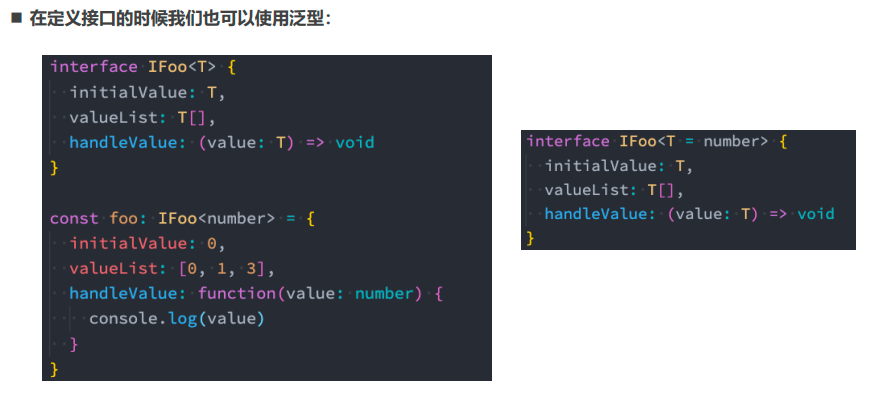 ■ 在定义接口的时候我们也可以使用泛型：
interface IFoo<T> {
  initialValue: T,
  valueList: T[],
  handleValue: (value: T) => void
}

const foo: IFoo<number> = {
  initialValue: 0,
  valueList: [0, 1, 3],
  handleValue: function(value: number) {
    console.log(value)
  }
}
interface IFoo<T = number> {
  initialValue: T,
  valueList: T[],
  handleValue: (value: T) => void
}